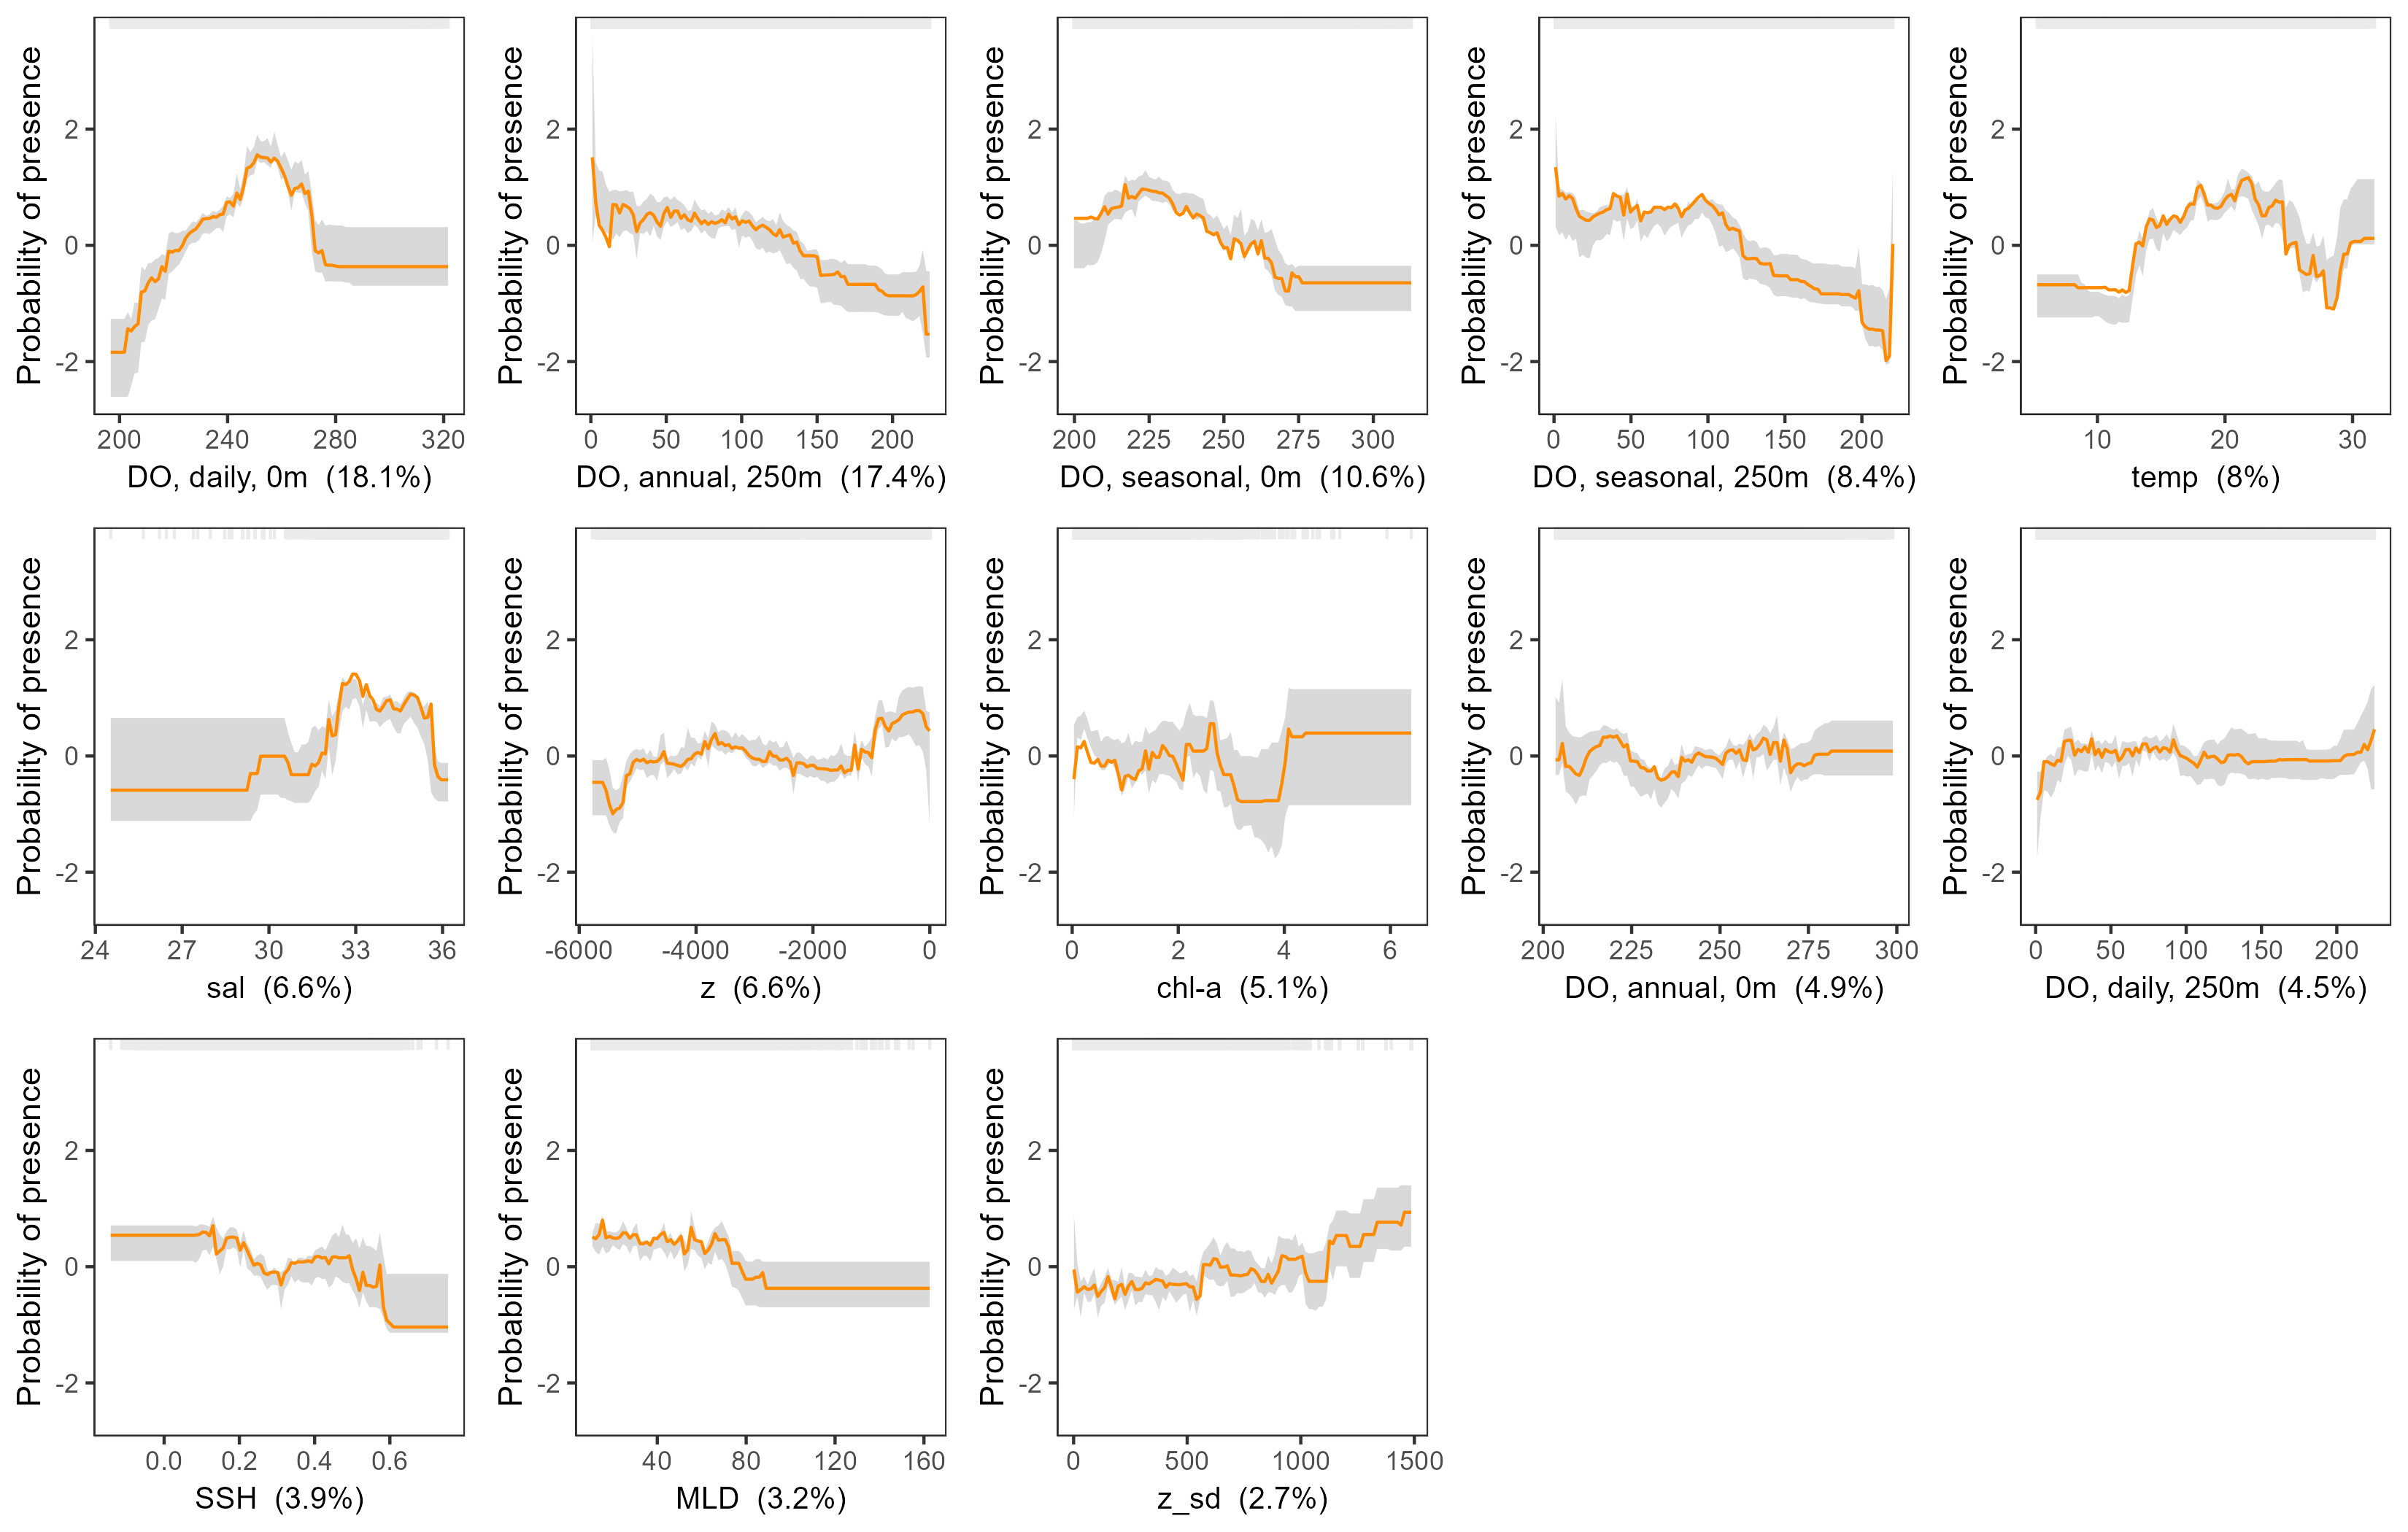 Probability of presence
2
0
-2
200 240 280 320
DO, daily, 0m (18.1%)
Probability of presence
2
0
-2
0 50 100 150 200
DO, annual, 250m (17.4%)
Probability of presence
2
0
-2
200 225 250 275 300
DO, seasonal, 0m (10.6%)
Probability of presence
2
0
-2
0 50 100 150 200
DO, seasonal, 250m (8.4%)
Probability of presence
2
0
-2
10 20 30
temp (8%)
Probability of presence
2
0
-2
24 27 30 33 36
sal (6.6%)
Probability of presence
2
0
-2
-6000 -4000 -2000 0
z (6.6%)
Probability of presence
2
0
-2
0 2 4 6
chl-a (5.1%)
Probability of presence
2
0
-2
200 225 250 275 300
DO, annual, 0m (4.9%)
Probability of presence
2
0
-2
0 50 100 150 200
DO, daily, 250m (4.5%)
Probability of presence
2
0
-2
0.0 0.2 0.4 0.6
SSH (3.9%)
Probability of presence
2
0
-2
40 80 120 160
MLD (3.2%)
Probability of presence
2
0
-2
0 500 1000 1500
z_sd (2.7%)